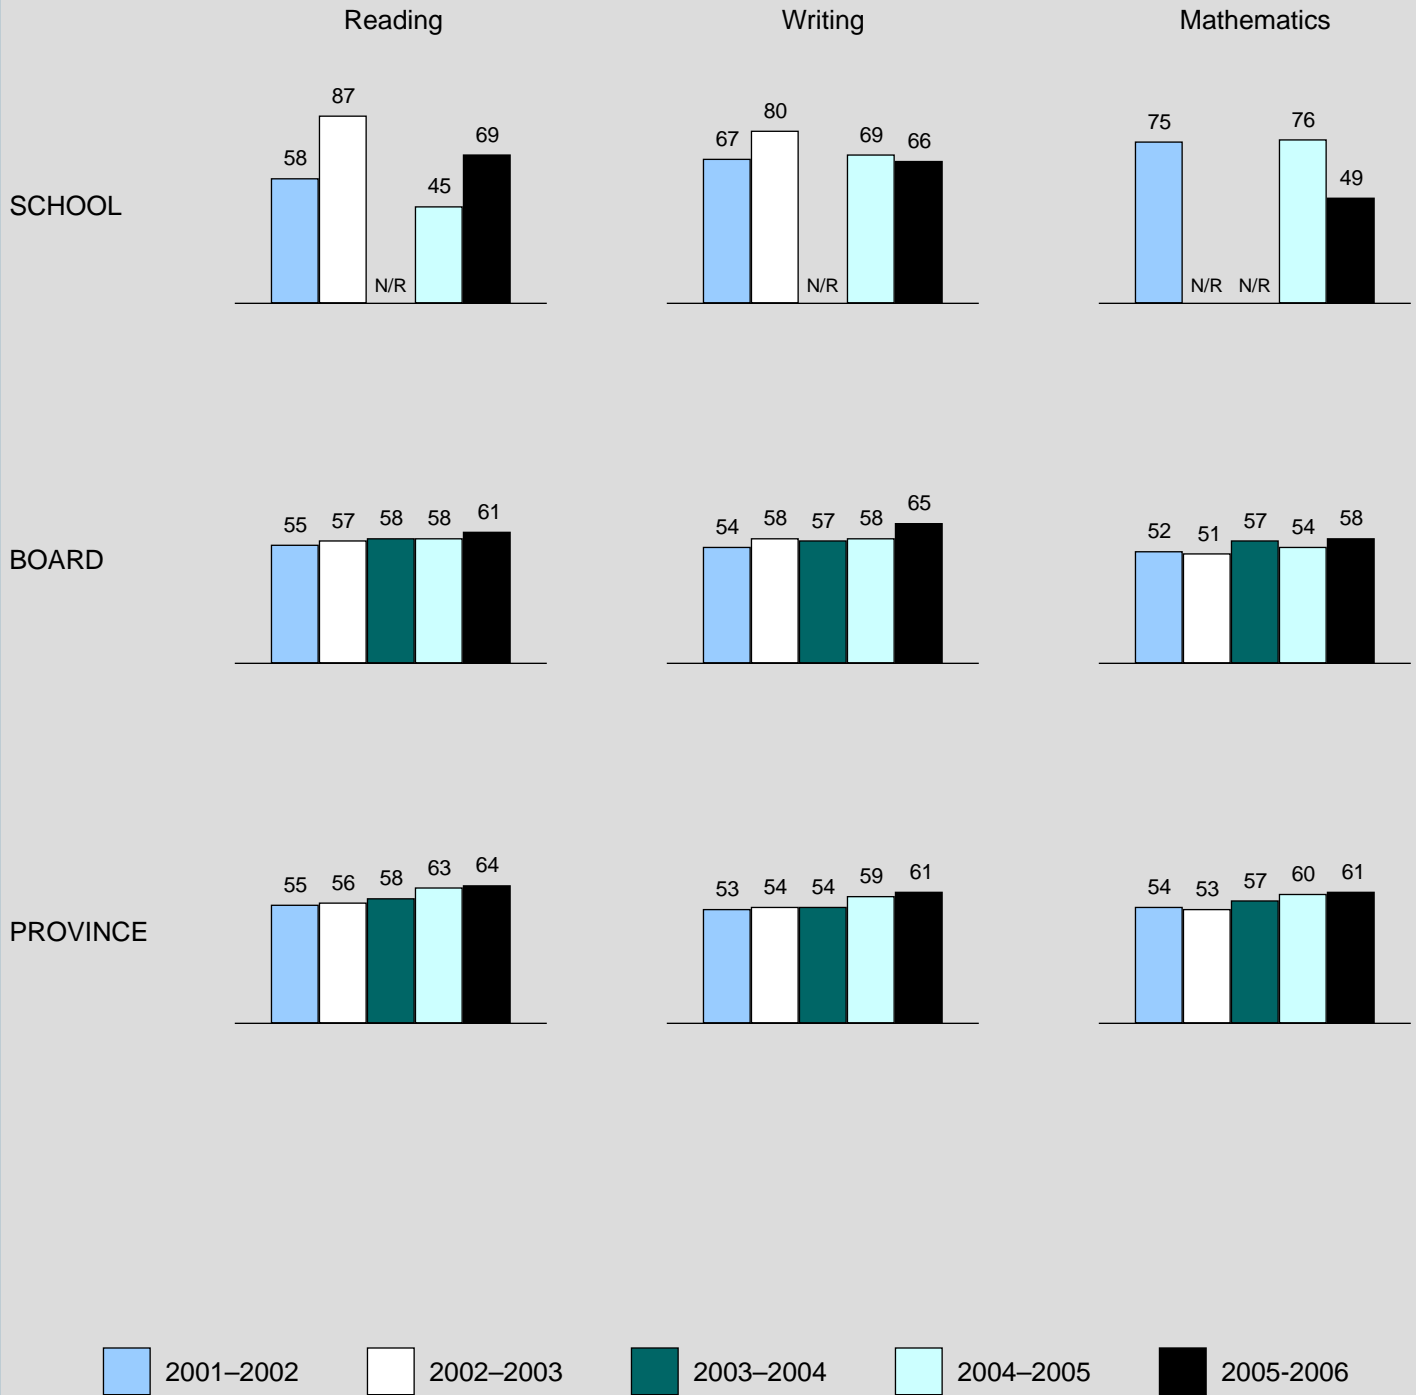 Reading Writing Mathematics
SCHOOL
58 87 N/R 45 69
67 80 N/R 69 66
75 N/R N/R 76 49
BOARD
55 57 58 58 61
54 58 57 58 65
52 51 57 54 58
PROVINCE
55 56 58 63 64
53 54 54 59 61
54 53 57 60 61
2001–2002 2002–2003 2003–2004 2004–2005 2005-2006